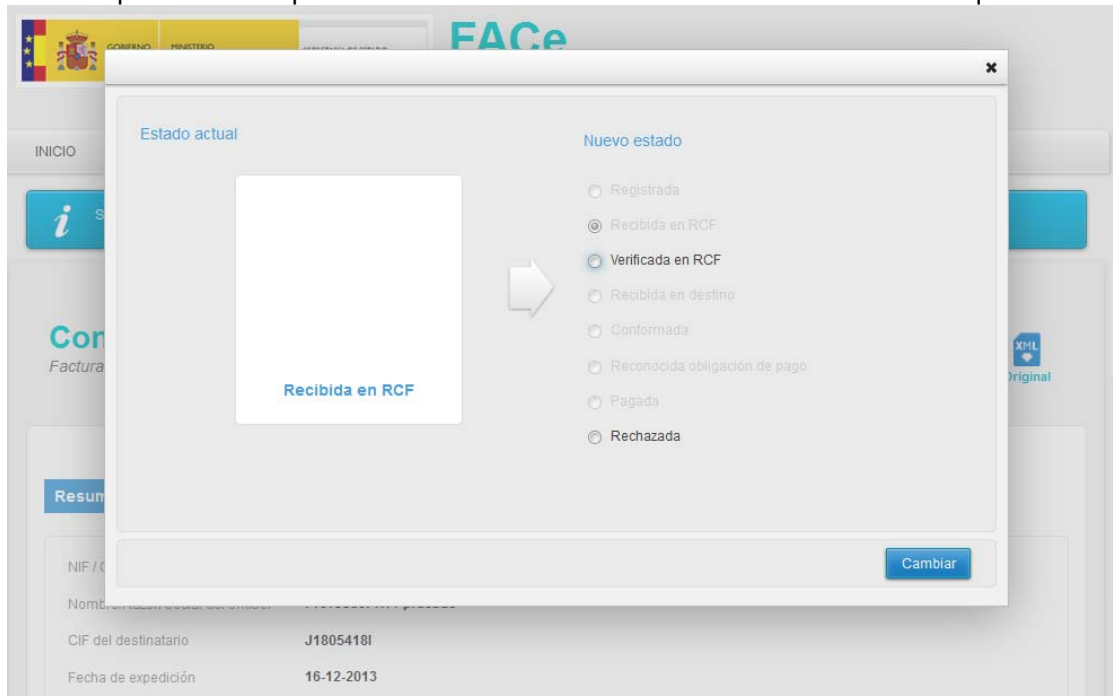 FACe
GOBIERNO MINISTERIO
Estado actual
Nuevo estado
INICIO
Registrada
Recibida en RCF
Verificada en RCF
Recibida en destino
Conformada
Reconocida obligación de pago
Pagada
Rechazada
Recibida en RCF
Con
Factura
XML
Original
Resum
Cambiar
NIF / C
CIF del destinatario J1805418I
Fecha de expedición 16-12-2013